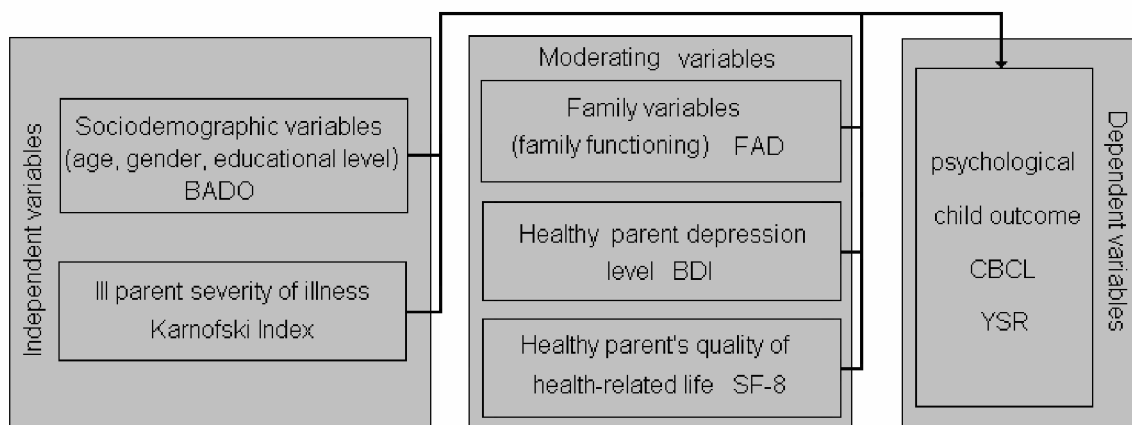 Independent variables
Sociodemographic variables
(age, gender, educational level)
BADO
Ill parent severity of illness
Karnofski Index
Moderating variables
Family variables
(family functioning) FAD
Healthy parent depression
level BDI
Healthy parent's quality of
health-related life SF-8
psychological
child outcome
CBCL
YSR
Dependent variables